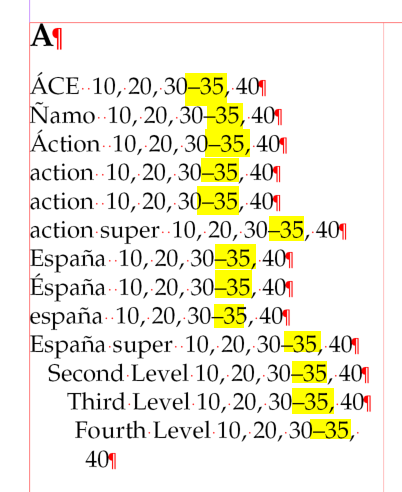 A¶
ÁCE 10, 20, 30–35, 40¶
Ñamo 10, 20, 30–35, 40¶
Áction 10, 20, 30–35, 40¶
action 10, 20, 30–35, 40¶
action 10, 20, 30–35, 40¶
action super 10, 20, 30–35, 40¶
España 10, 20, 30–35, 40¶
Éspaña 10, 20, 30–35, 40¶
españa 10, 20, 30–35, 40¶
España super 10, 20, 30–35, 40¶
Second Level 10, 20, 30–35, 40¶
Third Level 10, 20, 30–35, 40¶
Fourth Level 10, 20, 30–35,
40¶